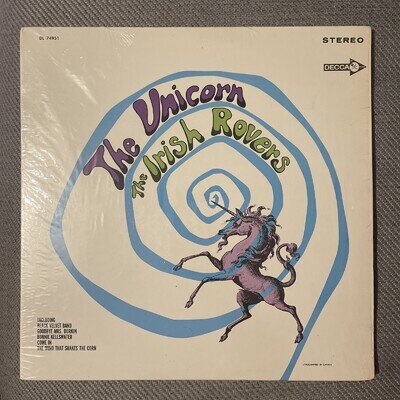 DL 74951
STEREO
DECCA
The Unicorn
The Irish Rovers
INCLUDING
BLACK VELVET BAND
GOODBYE MRS. DURKIN
BONNIE KELLSWATER
COME IN
THE WIND THAT SHAKES THE CORN